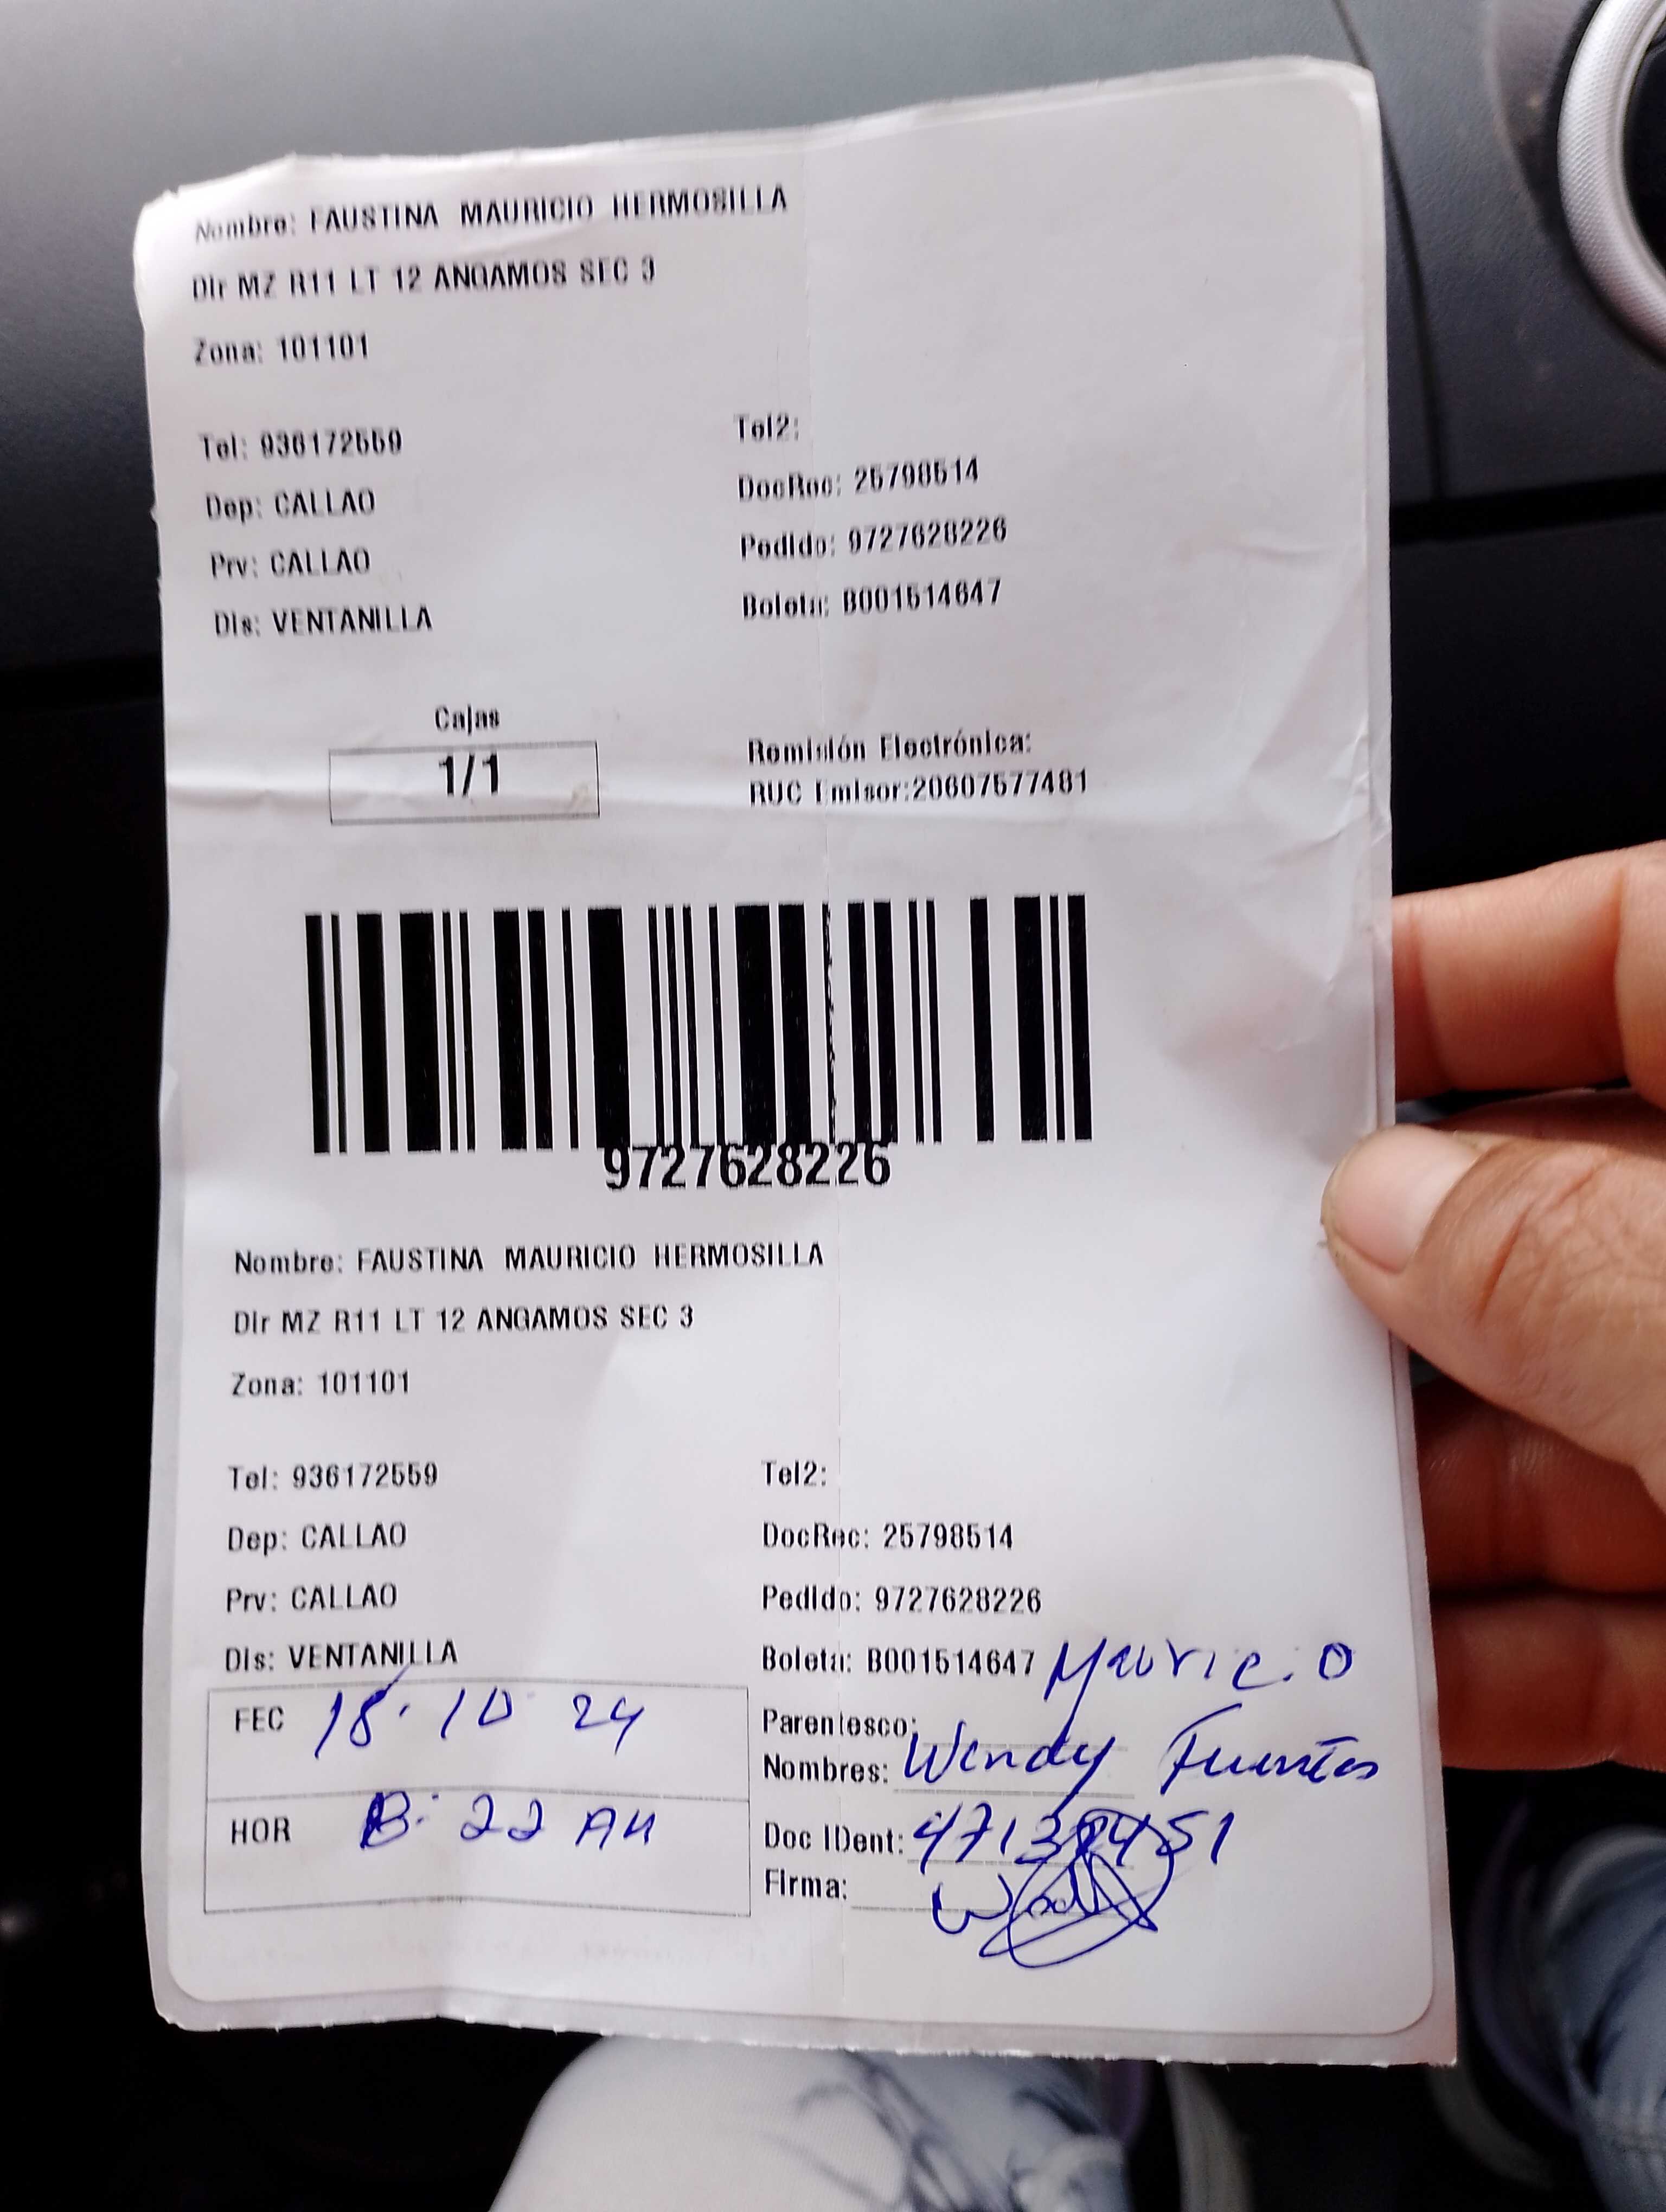 Nombre: FAUSTINA MAURICIO HERMOSILLA
Dir MZ R11 LT 12 ANGAMOS SEC 3
Zona: 101101
Tel: 936172559 Tel2:
Dep: CALLAO DocRec: 25798514
Prv: CALLAO Pedido: 9727628226
Dis: VENTANILLA Boleta: B001514647
Cajas
1/1
Remisión Electrónica:
RUC Emisor:20607577481
9727628226
Nombre: FAUSTINA MAURICIO HERMOSILLA
Dir MZ R11 LT 12 ANGAMOS SEC 3
Zona: 101101
Tel: 936172559 Tel2:
Dep: CALLAO DocRec: 25798514
Prv: CALLAO Pedido: 9727628226
Dis: VENTANILLA Boleta: B001514647 Mauricio
FEC 18. 10 24 Parentesco:
Nombres: Wendy Fuentes
HOR 8: 22 AM Doc IDent:
Firma: